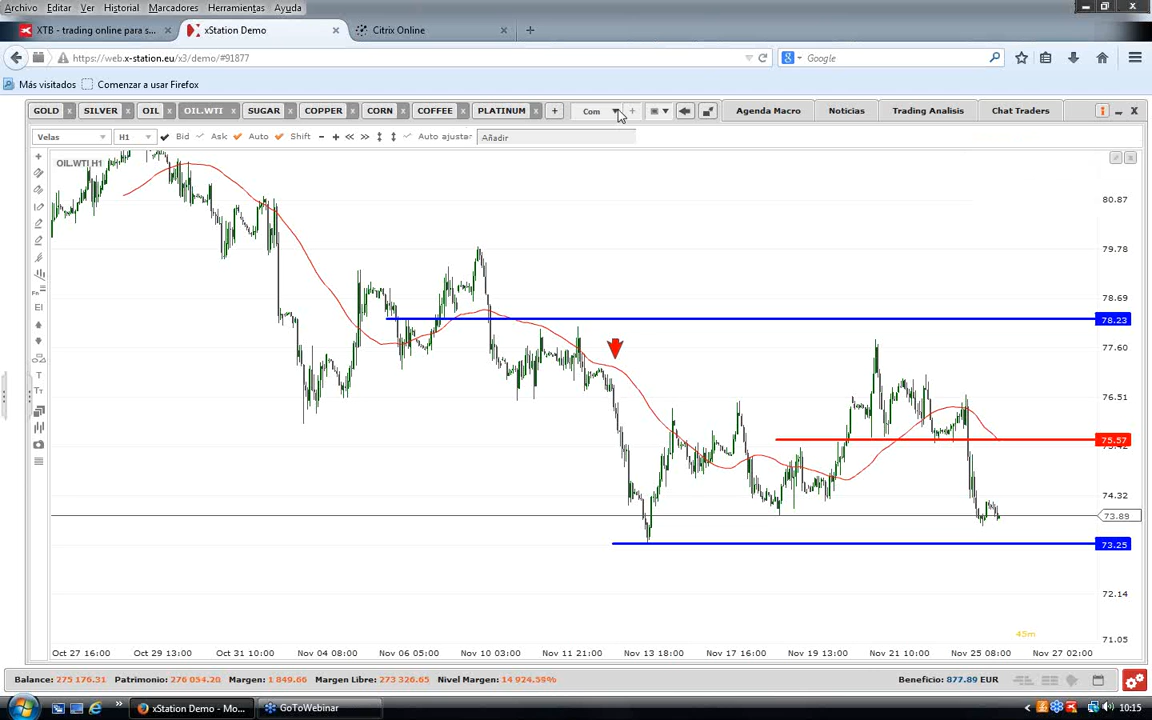 Archivo Editar Ver Historial Marcadores Herramientas Ayuda
XTB - trading online para s... × xStation Demo × Citrix Online × +
https://web.x-station.eu/x3/demo/#91877 Google
Más visitados Comenzar a usar Firefox
GOLD × SILVER × OIL × OIL.WTI × SUGAR × COPPER × CORN × COFFEE × PLATINUM × + Com + Agenda Macro Noticias Trading Analisis Chat Traders
Velas H1 Bid Ask Auto Shift Auto ajustar Añadir
OIL.WTI H1
80.87
79.78
78.69
78.23
77.60
76.51
75.57
75.42
74.32
73.89
73.25
72.14
45m
71.05
Oct 27 16:00 Oct 29 13:00 Oct 31 10:00 Nov 04 08:00 Nov 06 05:00 Nov 10 03:00 Nov 11 21:00 Nov 13 18:00 Nov 17 16:00 Nov 19 13:00 Nov 21 10:00 Nov 25 08:00 Nov 27 02:00
Balance: 275 176.31 Patrimonio: 276 054.20 Margen: 1 849.66 Margen Libre: 273 326.65 Nivel Margen: 14 924.59% Beneficio: 877.89 EUR
xStation Demo - Mo... GoToWebinar 10:15